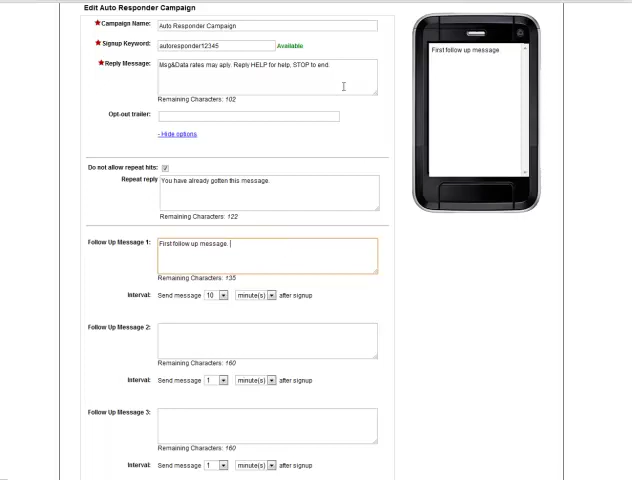 Edit Auto Responder Campaign
★ Campaign Name: Auto Responder Campaign
★ Signup Keyword: autoresponder12345 Available
★ Reply Message: Msg&Data rates may aply. Reply HELP for help, STOP to end.
Remaining Characters: 102
Opt-out trailer:
- Hide options
Do not allow repeat hits:
Repeat reply You have already gotten this message.
Remaining Characters: 122
Follow Up Message 1: First follow up message.
Remaining Characters: 135
Interval: Send message 10 minute(s) after signup
Follow Up Message 2:
Remaining Characters: 160
Interval: Send message 1 minute(s) after signup
Follow Up Message 3:
Remaining Characters: 160
Interval: Send message 1 minute(s) after signup
First follow up message